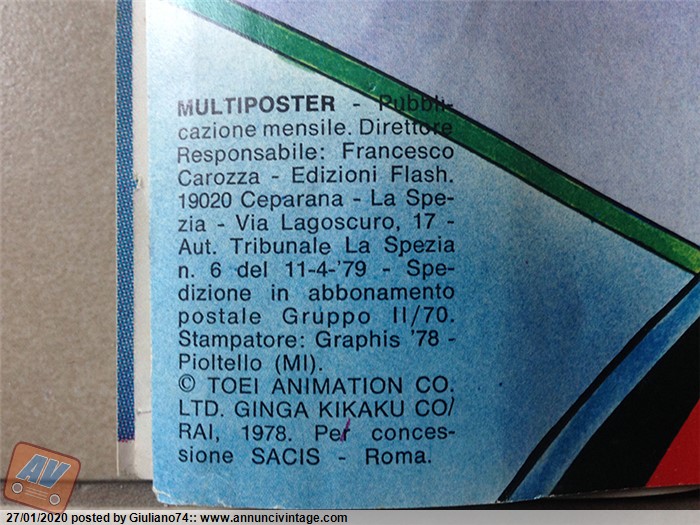 MULTIPOSTER - Pubbli-
cazione mensile. Direttore
Responsabile: Francesco
Carozza - Edizioni Flash.
19020 Ceparana - La Spe-
zia - Via Lagoscuro, 17 -
Aut. Tribunale La Spezia
n. 6 del 11-4-'79 - Spe-
dizione in abbonamento
postale Gruppo II/70.
Stampatore: Graphis '78 -
Pioltello (MI).
© TOEI ANIMATION CO.
LTD. GINGA KIKAKU CO/
RAI, 1978. Per conces-
sione SACIS - Roma.
AV
27/01/2020 posted by Giuliano74:: www.annuncivintage.com